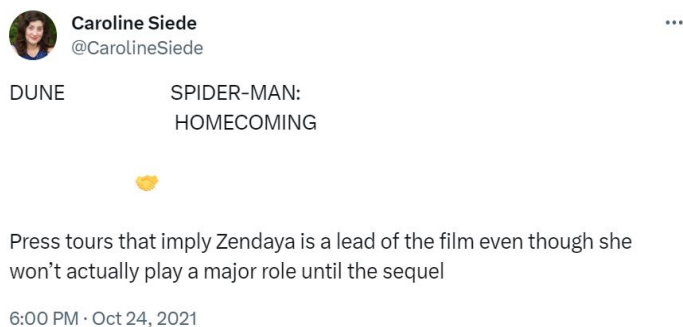 Caroline Siede
@CarolineSiede
DUNE SPIDER-MAN:
HOMECOMING
🤝
Press tours that imply Zendaya is a lead of the film even though she
won’t actually play a major role until the sequel
6:00 PM · Oct 24, 2021